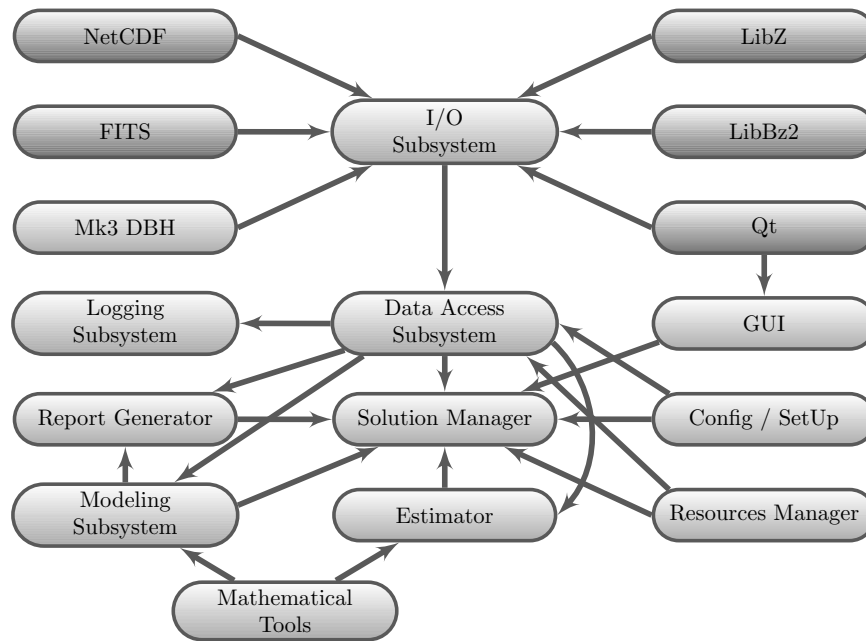 NetCDF
LibZ
FITS
I/O
Subsystem
LibBz2
Mk3 DBH
Qt
Logging
Subsystem
Data Access
Subsystem
GUI
Report Generator
Solution Manager
Config / SetUp
Modeling
Subsystem
Estimator
Resources Manager
Mathematical
Tools